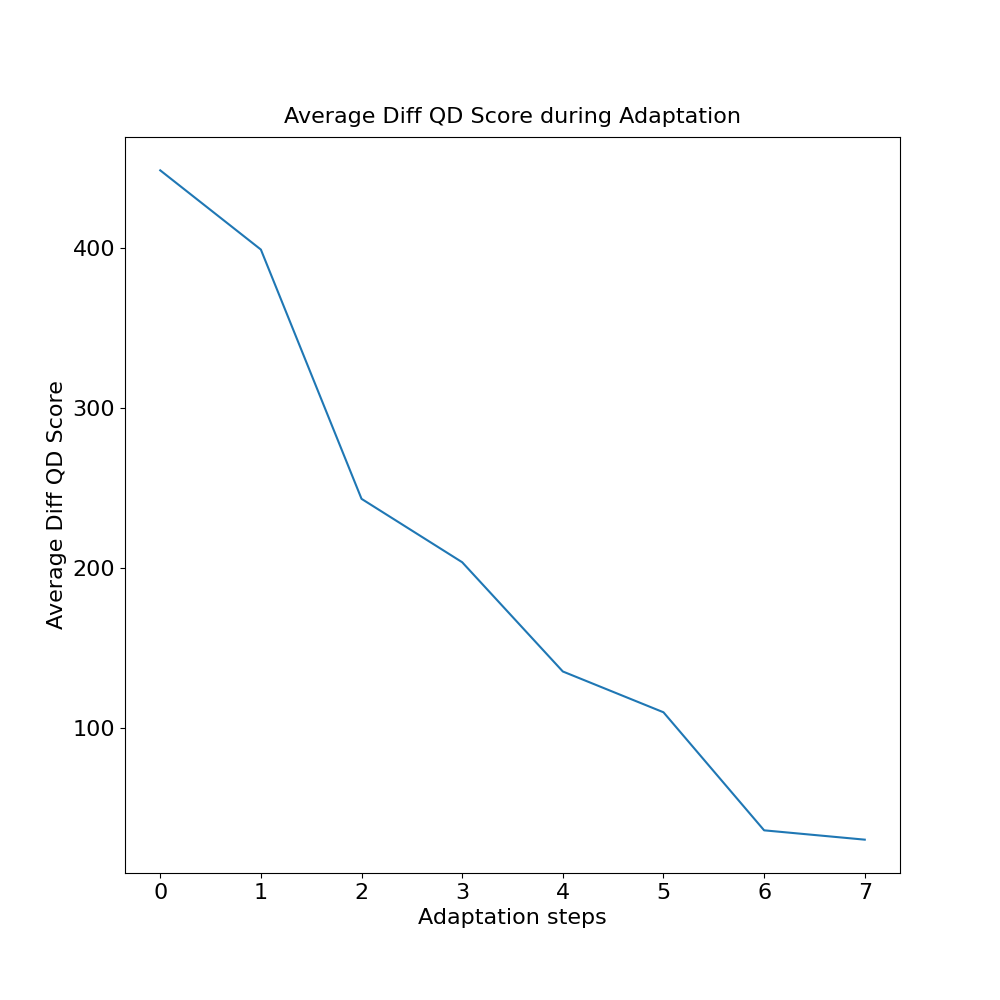 Average Diff QD Score during Adaptation
Average Diff QD Score
400
300
200
100
0 1 2 3 4 5 6 7
Adaptation steps